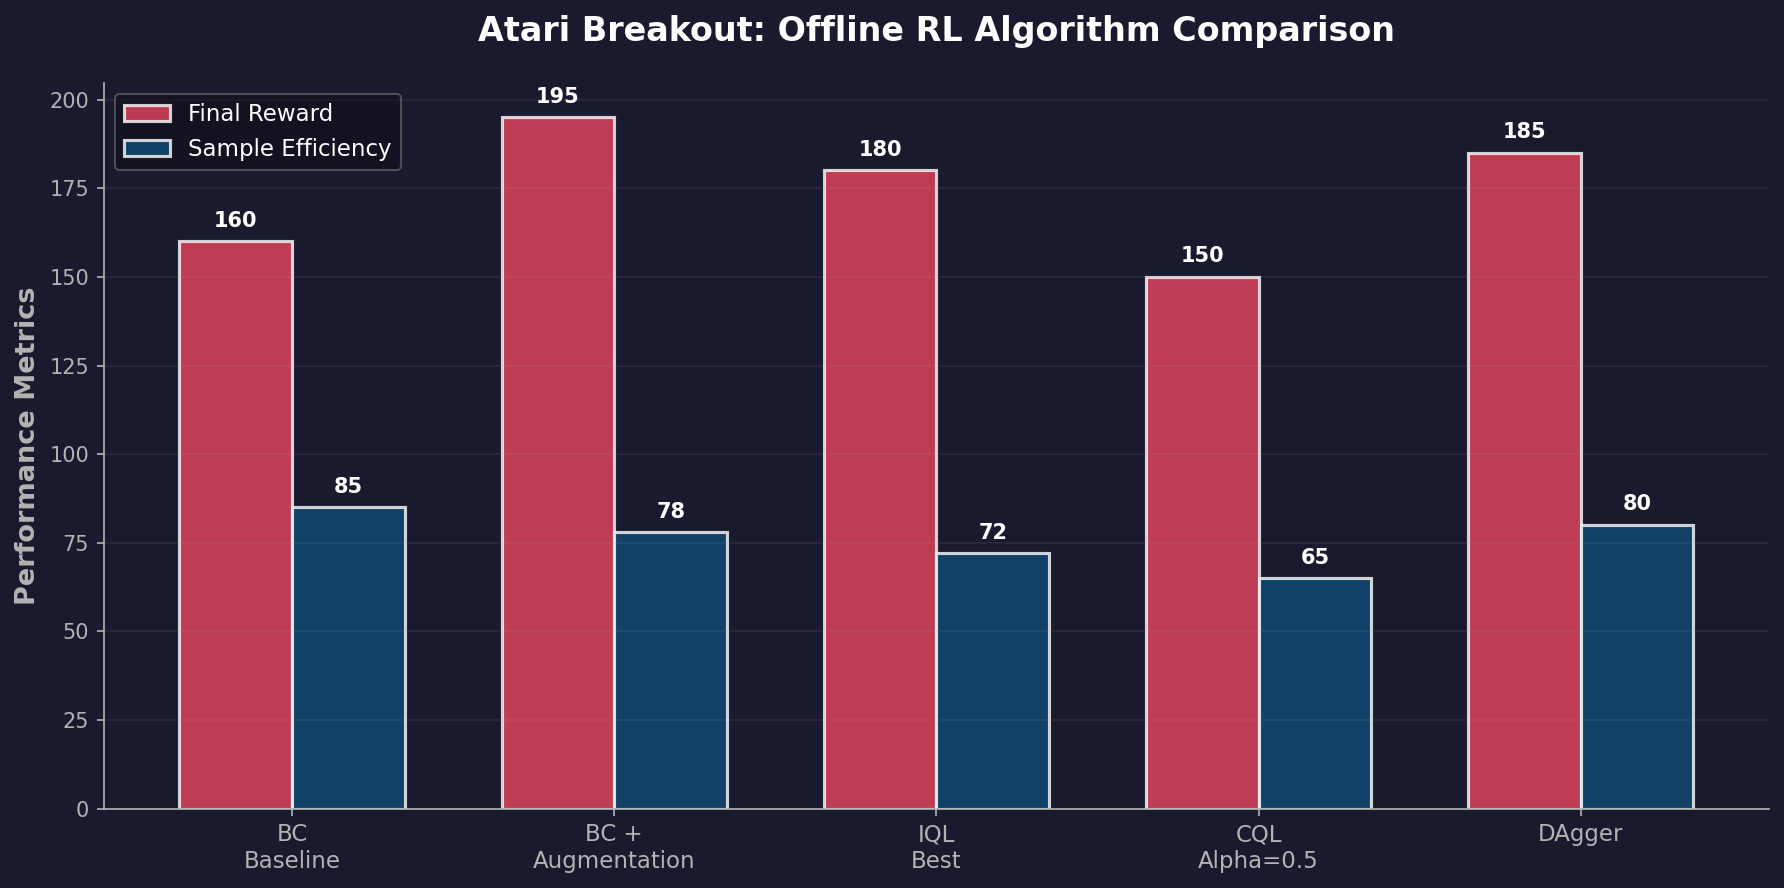 Atari Breakout: Offline RL Algorithm Comparison
Final Reward
Sample Efficiency
Performance Metrics
200
175
150
125
100
75
50
25
0
160
85
195
78
180
72
150
65
185
80
BC
Baseline
BC +
Augmentation
IQL
Best
CQL
Alpha=0.5
DAgger